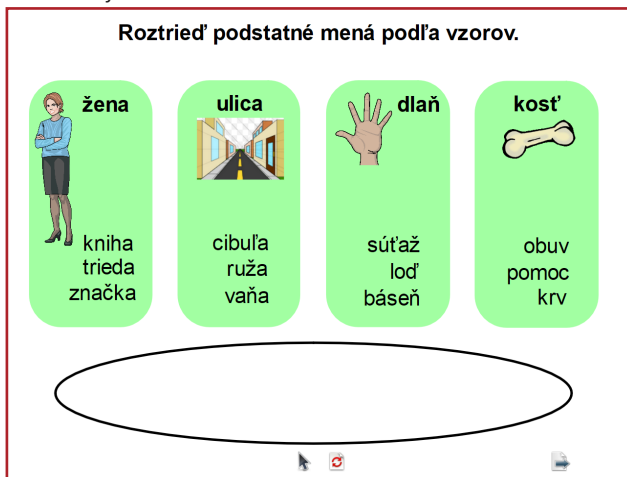 Roztrieď podstatné mená podľa vzorov.
žena
kniha
trieda
značka
ulica
cibuľa
ruža
vaňa
dlaň
súťaž
loď
báseň
kosť
obuv
pomoc
krv